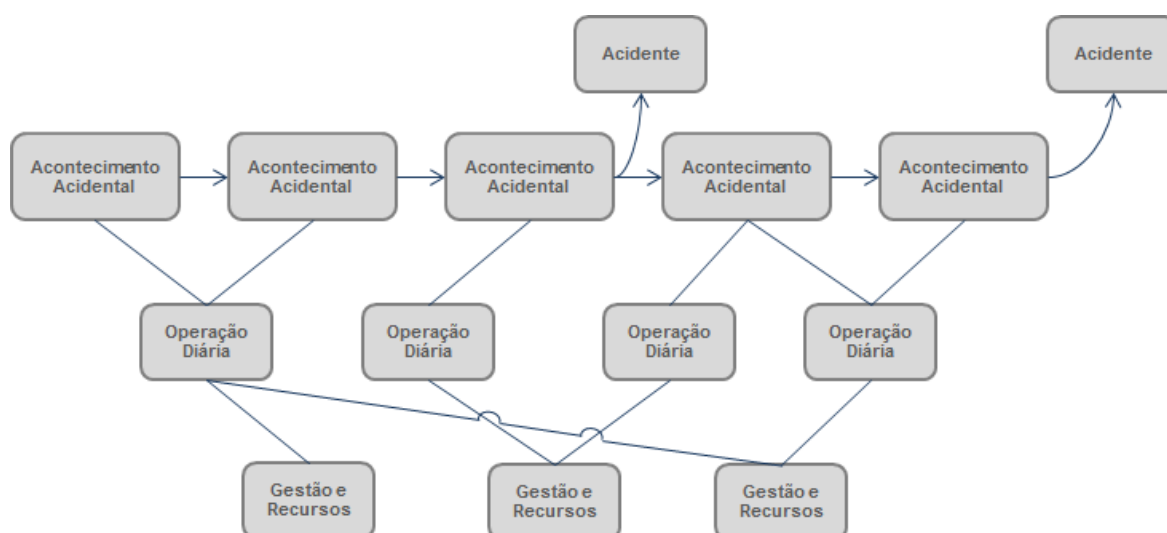 Acidente
Acidente
Acontecimento
Acidental
Acontecimento
Acidental
Acontecimento
Acidental
Acontecimento
Acidental
Acontecimento
Acidental
Operação
Diária
Operação
Diária
Operação
Diária
Operação
Diária
Gestão e
Recursos
Gestão e
Recursos
Gestão e
Recursos